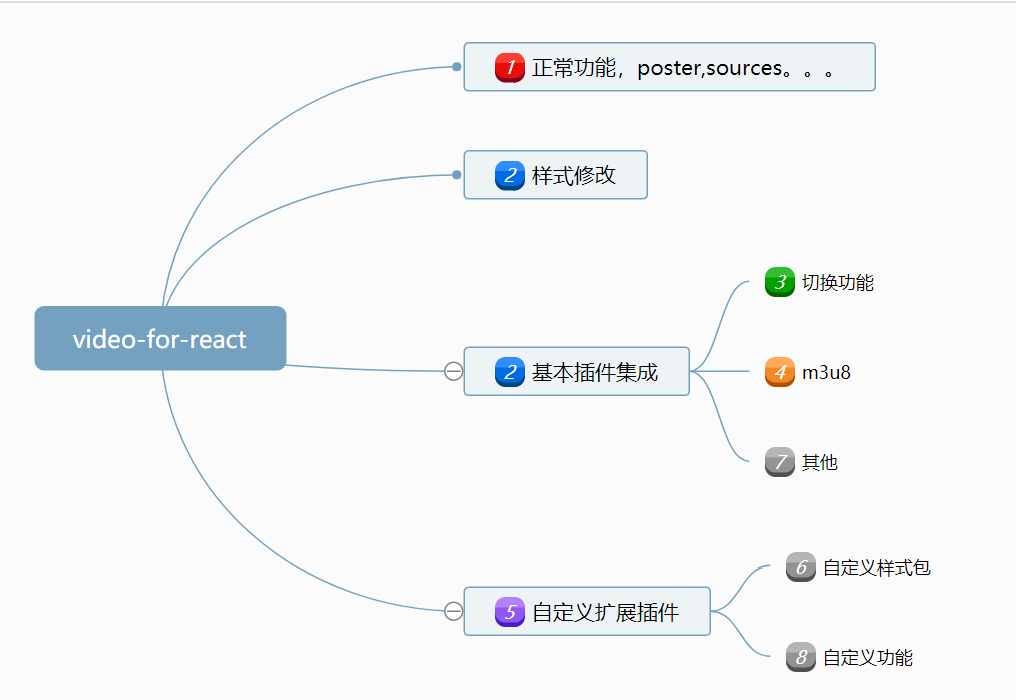 1 正常功能，poster,sources。。。
2 样式修改
video-for-react
2 基本插件集成
3 切换功能
4 m3u8
7 其他
5 自定义扩展插件
6 自定义样式包
8 自定义功能